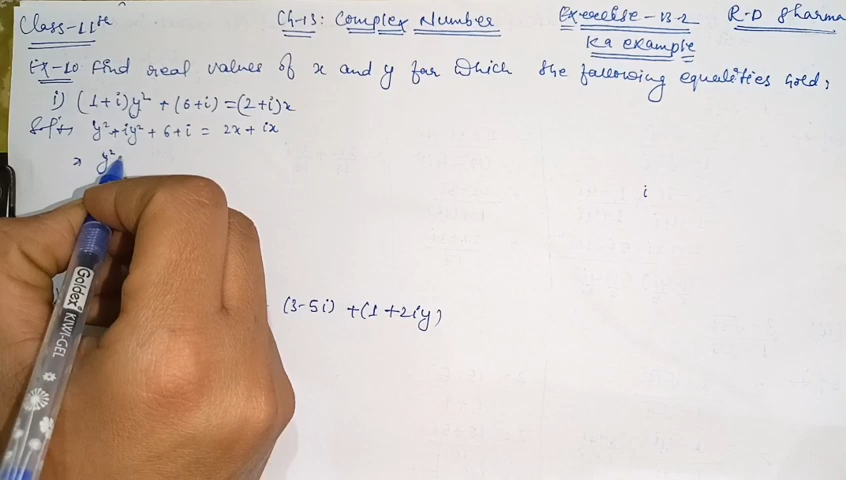 Class-11th Ch-13: Complex Number Exercise-13.2 R.D Sharma
Ka example
Ex-10 Find real values of x and y for which the following equalities hold;
i) (1+i)y² + (6+i) = (2+i)x
Solⁿ y² + iy² + 6 + i = 2x + ix
⇒ y²
i
(3-5i) + (1+2iy)
Goldex KIWI-GEL